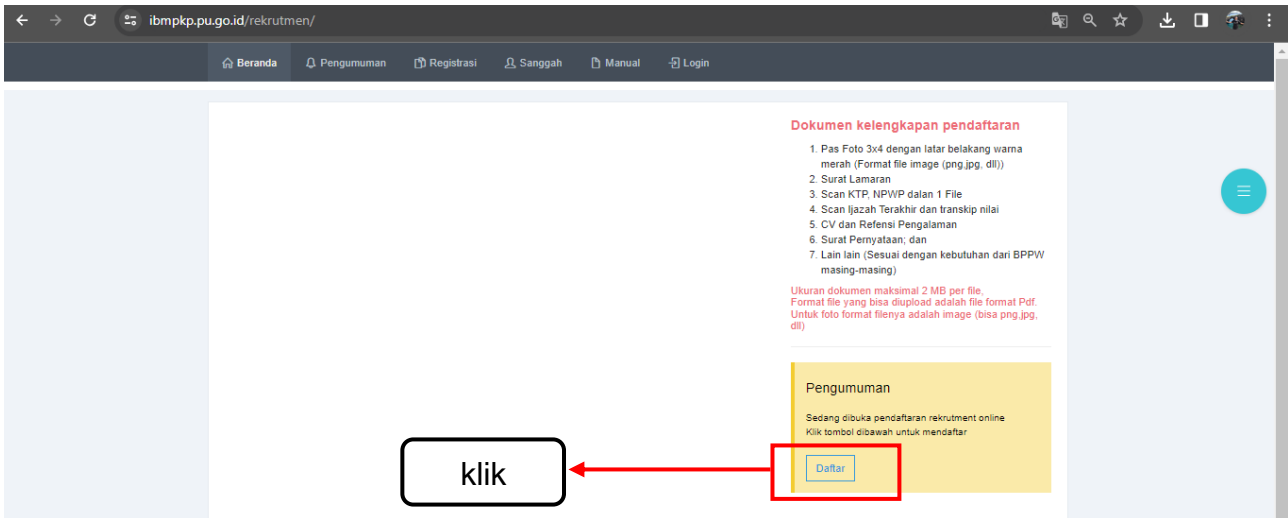 ibmpkp.pu.go.id/rekrutmen/
Beranda Pengumuman Registrasi Sanggah Manual Login
Dokumen kelengkapan pendaftaran
1. Pas Foto 3x4 dengan latar belakang warna
merah (Format file image (png,jpg, dll))
2. Surat Lamaran
3. Scan KTP, NPWP dalan 1 File
4. Scan Ijazah Terakhir dan transkip nilai
5. CV dan Refensi Pengalaman
6. Surat Pernyataan; dan
7. Lain lain (Sesuai dengan kebutuhan dari BPPW
masing-masing)
Ukuran dokumen maksimal 2 MB per file,
Format file yang bisa diupload adalah file format Pdf.
Untuk foto format filenya adalah image (bisa png,jpg,
dll)
Pengumuman
Sedang dibuka pendaftaran rekrutment online
Klik tombol dibawah untuk mendaftar
Daftar
klik